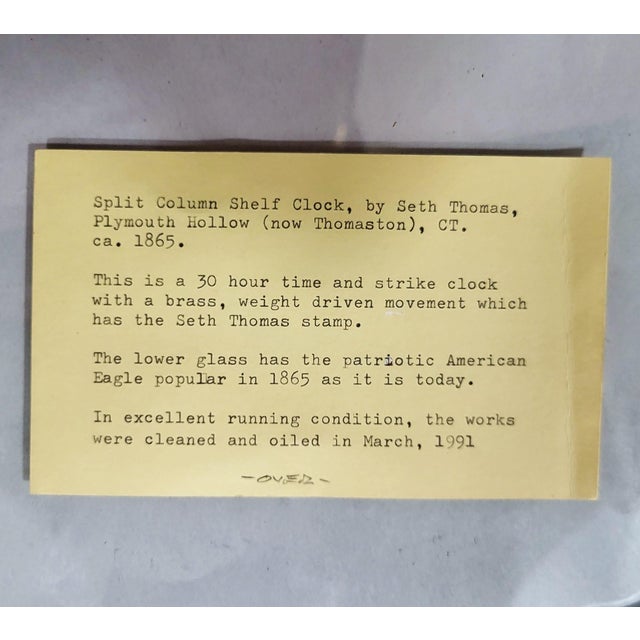 Split Column Shelf Clock, by Seth Thomas,
Plymouth Hollow (now Thomaston), CT.
ca. 1865.
This is a 30 hour time and strike clock
with a brass, weight driven movement which
has the Seth Thomas stamp.
The lower glass has the patriotic American
Eagle popular in 1865 as it is today.
In excellent running condition, the works
were cleaned and oiled in March, 1991
-OVER-